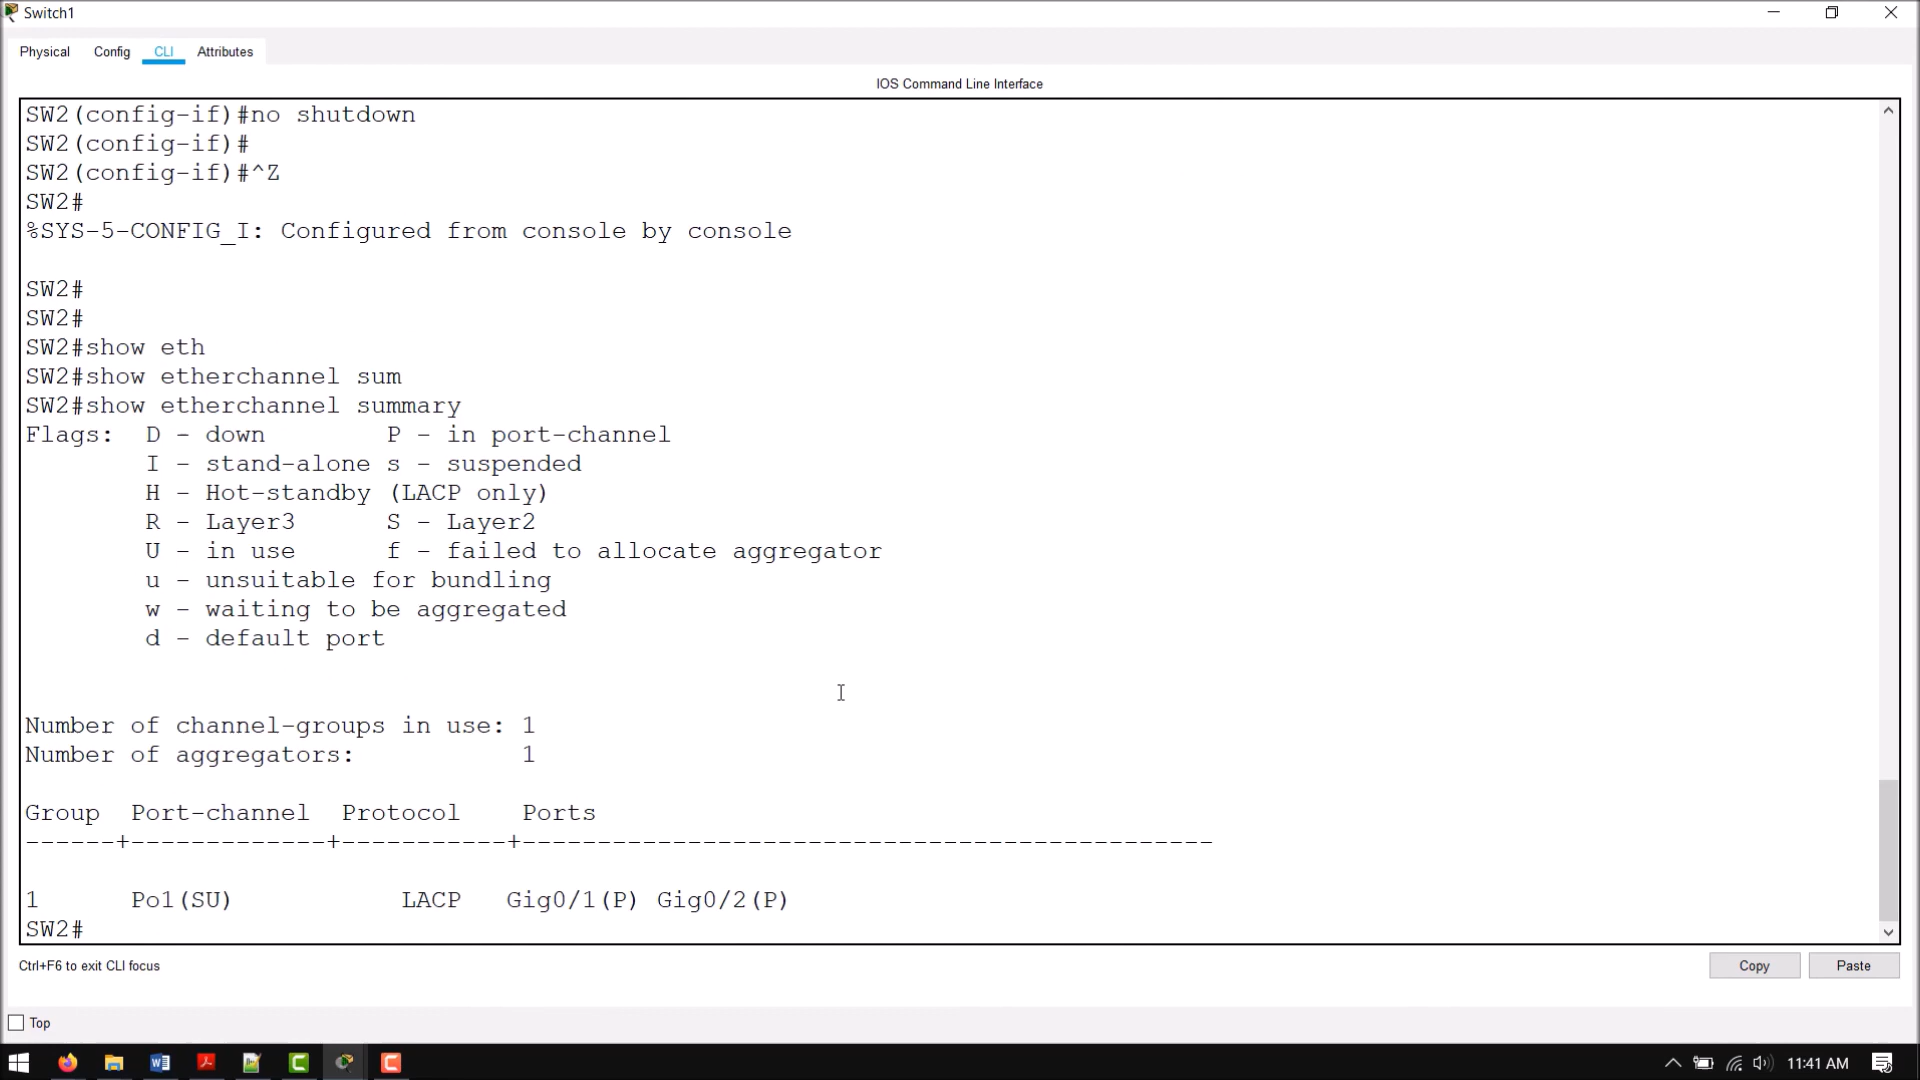 Switch1
Physical Config CLI Attributes
IOS Command Line Interface
SW2(config-if)#no shutdown
SW2(config-if)#
SW2(config-if)#^Z
SW2#
%SYS-5-CONFIG_I: Configured from console by console
SW2#
SW2#
SW2#show eth
SW2#show etherchannel sum
SW2#show etherchannel summary
Flags:  D - down        P - in port-channel
        I - stand-alone s - suspended
        H - Hot-standby (LACP only)
        R - Layer3      S - Layer2
        U - in use      f - failed to allocate aggregator
        u - unsuitable for bundling
        w - waiting to be aggregated
        d - default port
Number of channel-groups in use: 1
Number of aggregators:           1
Group  Port-channel  Protocol    Ports
------+-------------+-----------+----------------------------------------------
1      Po1(SU)           LACP   Gig0/1(P) Gig0/2(P)
SW2#
Ctrl+F6 to exit CLI focus
Copy
Paste
Top
11:41 AM